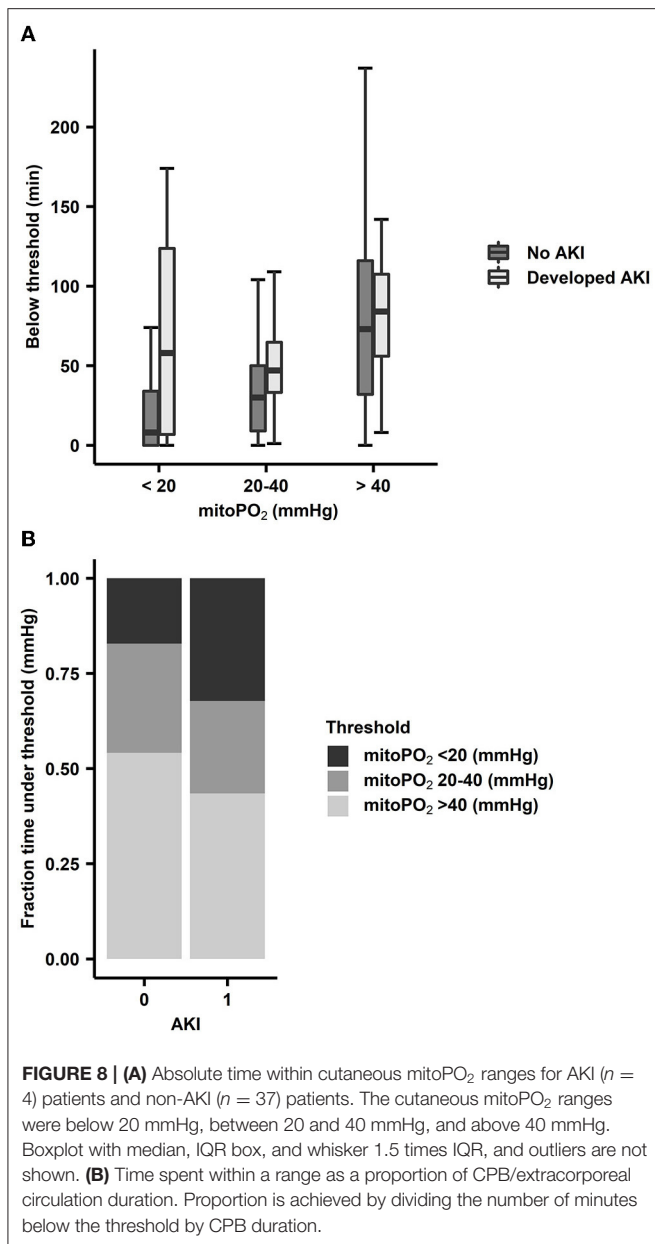 A
Below threshold (min)
200
150
100
50
0
< 20
20-40
> 40
mitoPO₂ (mmHg)
No AKI
Developed AKI
B
Fraction time under threshold (mmHg)
1.00
0.75
0.50
0.25
0.00
0
1
AKI
Threshold
mitoPO₂ <20 (mmHg)
mitoPO₂ 20-40 (mmHg)
mitoPO₂ >40 (mmHg)
FIGURE 8 | (A) Absolute time within cutaneous mitoPO₂ ranges for AKI (n =
4) patients and non-AKI (n = 37) patients. The cutaneous mitoPO₂ ranges
were below 20 mmHg, between 20 and 40 mmHg, and above 40 mmHg.
Boxplot with median, IQR box, and whisker 1.5 times IQR, and outliers are not
shown. (B) Time spent within a range as a proportion of CPB/extracorporeal
circulation duration. Proportion is achieved by dividing the number of minutes
below the threshold by CPB duration.